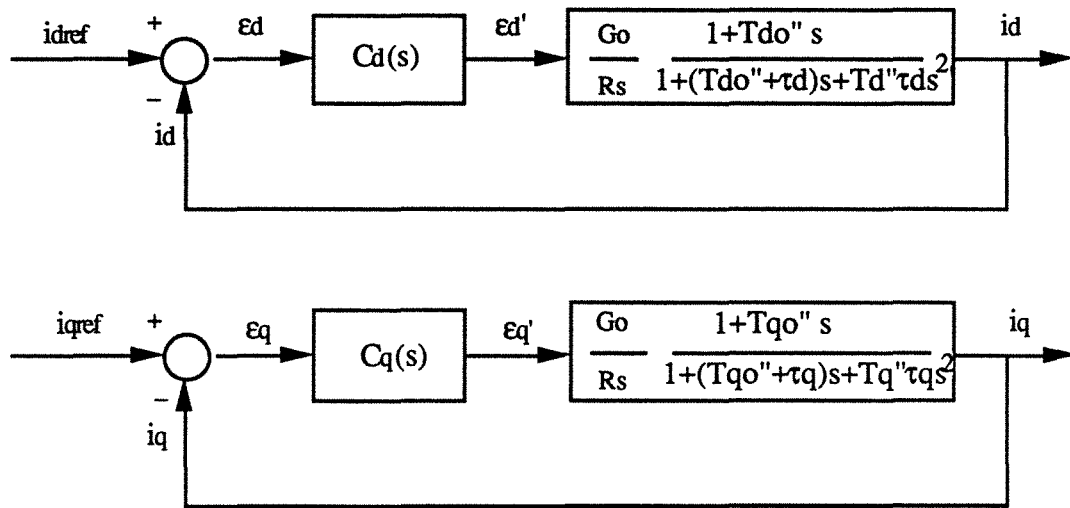 idref + εd Cd(s) εd' Go 1+Tdo" s id
Rs 1+(Tdo"+τd)s+Td"τds²
−
id
iqref + εq Cq(s) εq' Go 1+Tqo" s iq
Rs 1+(Tqo"+τq)s+Tq"τqs²
−
iq